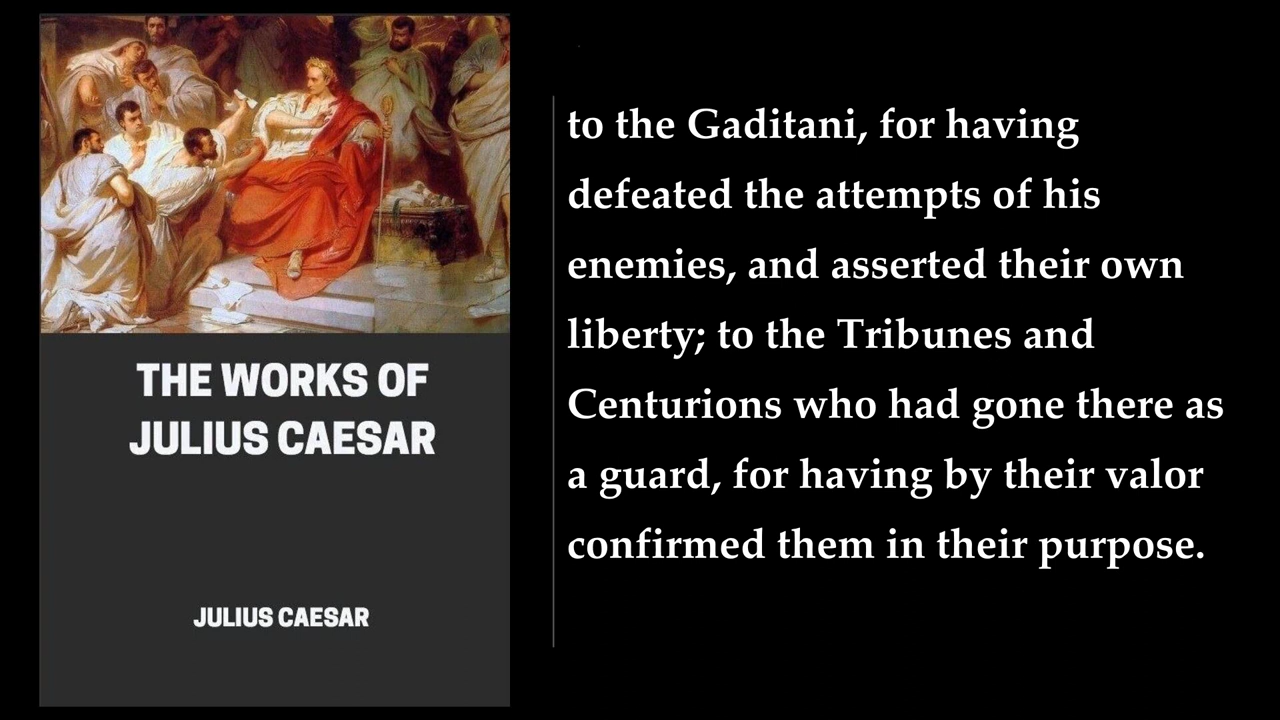 THE WORKS OF
JULIUS CAESAR
JULIUS CAESAR
to the Gaditani, for having
defeated the attempts of his
enemies, and asserted their own
liberty; to the Tribunes and
Centurions who had gone there as
a guard, for having by their valor
confirmed them in their purpose.